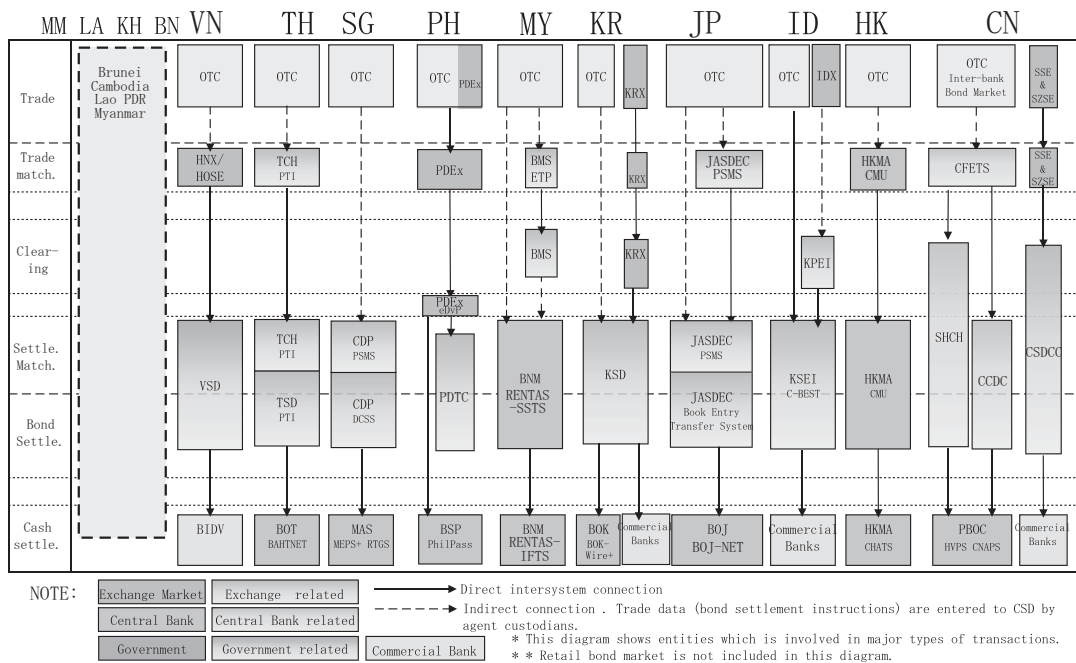 MM LA KH BN VN TH SG PH MY KR JP ID HK CN
Brunei
Cambodia
Lao PDR
Myanmar
Trade
OTC
OTC
OTC
OTC
PDEx
OTC
OTC
KRX
OTC
OTC
IDX
OTC
OTC
Inter-bank
Bond Market
SSE
&
SZSE
Trade
match.
HNX/
HOSE
TCH
PTI
PDEx
BMS
ETP
KRX
JASDEC
PSMS
HKMA
CMU
CFETS
SSE
&
SZSE
Clear-
ing
BMS
KRX
KPEI
PDEx
eDvP
Settle.
Match.
Bond
Settle.
VSD
TCH
PTI
TSD
PTI
CDP
PSMS
CDP
DCSS
PDTC
BNM
RENTAS
-SSTS
KSD
JASDEC
PSMS
JASDEC
Book Entry
Transfer System
KSEI
C-BEST
HKMA
CMU
SHCH
CCDC
CSDCC
Cash
settle.
BIDV
BOT
BAHTNET
MAS
MEPS+ RTGS
BSP
PhilPass
BNM
RENTAS-
IFTS
BOK
BOK-
Wire+
Commercial
Banks
BOJ
BOJ-NET
Commercial
Banks
HKMA
CHATS
PBOC
HVPS CNAPS
Commercial
Banks
NOTE:
Exchange Market
Exchange related
Central Bank
Central Bank related
Government
Government related
Commercial Bank
Direct intersystem connection
Indirect connection . Trade data (bond settlement instructions) are entered to CSD by
agent custodians.
* This diagram shows entities which is involved in major types of transactions.
* * Retail bond market is not included in this diagram.